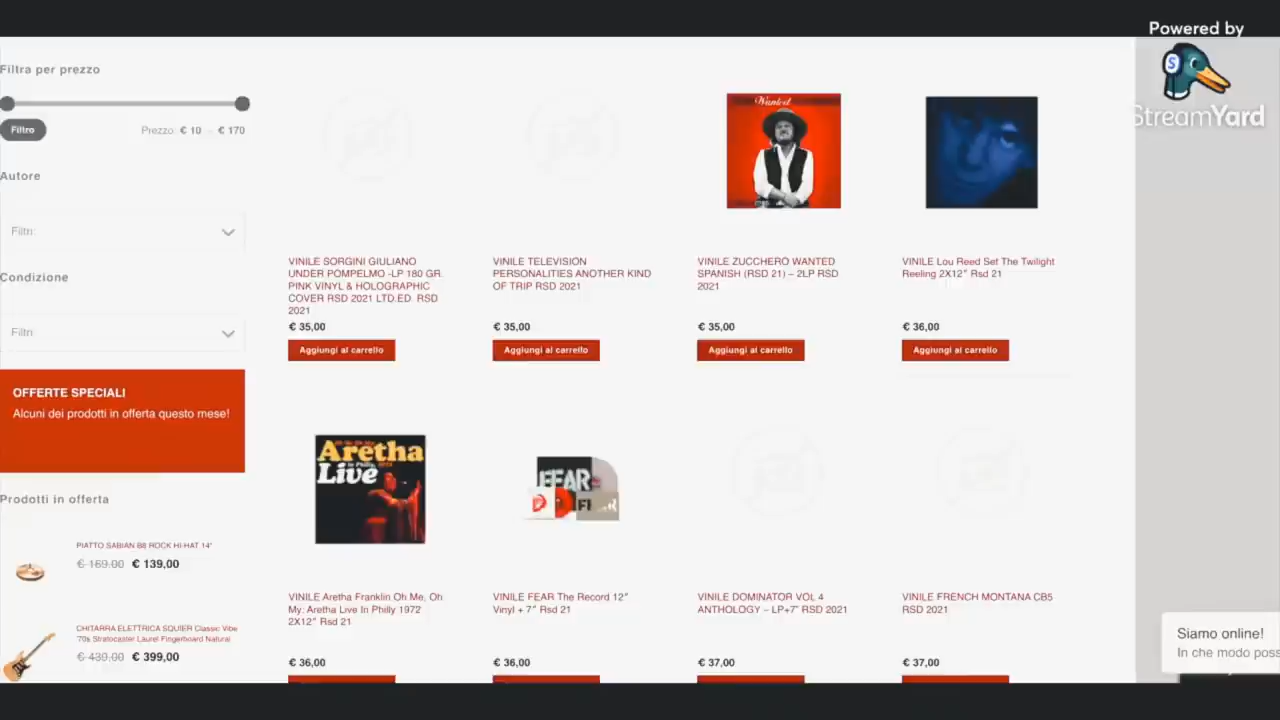 Powered by
StreamYard
Filtra per prezzo
Filtro
Prezzo: € 10 — € 170
Autore
Filtri:
Condizione
Filtri:
OFFERTE SPECIALI
Alcuni dei prodotti in offerta questo mese!
Prodotti in offerta
PIATTO SABIAN B8 ROCK HI-HAT 14"
€ 169,00 € 139,00
CHITARRA ELETTRICA SQUIER Classic Vibe
'70s Stratocaster Laurel Fingerboard Natural
€ 430,00 € 399,00
Wanted
VINILE SORGINI GIULIANO
UNDER POMPELMO -LP 180 GR.
PINK VINYL & HOLOGRAPHIC
COVER RSD 2021 LTD.ED. RSD
2021
€ 35,00
Aggiungi al carrello
VINILE TELEVISION
PERSONALITIES ANOTHER KIND
OF TRIP RSD 2021
€ 35,00
Aggiungi al carrello
VINILE ZUCCHERO WANTED
SPANISH (RSD 21) – 2LP RSD
2021
€ 35,00
Aggiungi al carrello
VINILE Lou Reed Set The Twilight
Reeling 2X12" Rsd 21
€ 36,00
Aggiungi al carrello
Aretha
Live
VINILE Aretha Franklin Oh Me, Oh
My: Aretha Live In Philly 1972
2X12" Rsd 21
€ 36,00
FEAR
VINILE FEAR The Record 12"
Vinyl + 7" Rsd 21
€ 36,00
VINILE DOMINATOR VOL 4
ANTHOLOGY – LP+7" RSD 2021
€ 37,00
VINILE FRENCH MONTANA CB5
RSD 2021
€ 37,00
Siamo online!
In che modo poss